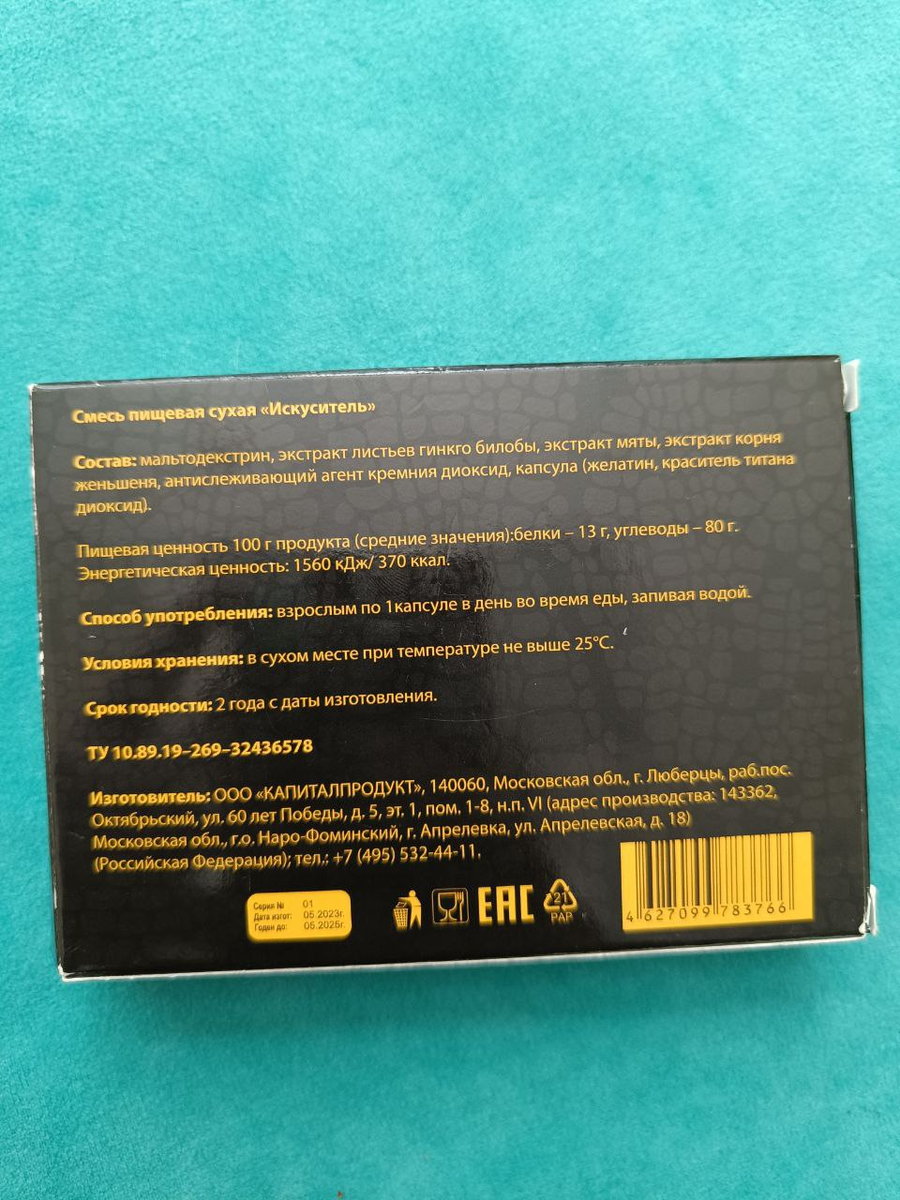 Смесь пищевая сухая «Искуситель»
Состав: мальтодекстрин, экстракт листьев гинкго билобы, экстракт мяты, экстракт корня
женьшеня, антислеживающий агент кремния диоксид, капсула (желатин, краситель титана
диоксид).
Пищевая ценность 100 г продукта (средние значения):белки – 13 г, углеводы – 80 г.
Энергетическая ценность: 1560 кДж/ 370 ккал.
Способ употребления: взрослым по 1капсуле в день во время еды, запивая водой.
Условия хранения: в сухом месте при температуре не выше 25°С.
Срок годности: 2 года с даты изготовления.
ТУ 10.89.19–269–32436578
Изготовитель: ООО «КАПИТАЛПРОДУКТ», 140060, Московская обл., г. Люберцы, раб.пос.
Октябрьский, ул. 60 лет Победы, д. 5, эт. 1, пом. 1-8, н.п. VI (адрес производства: 143362,
Московская обл., г.о. Наро-Фоминский, г. Апрелевка, ул. Апрелевская, д. 18)
(Российская Федерация); тел.: +7 (495) 532-44-11.
Серия № 01
Дата изгот: 05.2023г.
Годен до: 05.2025г.
EAC
21
PAP
4 627099 783766